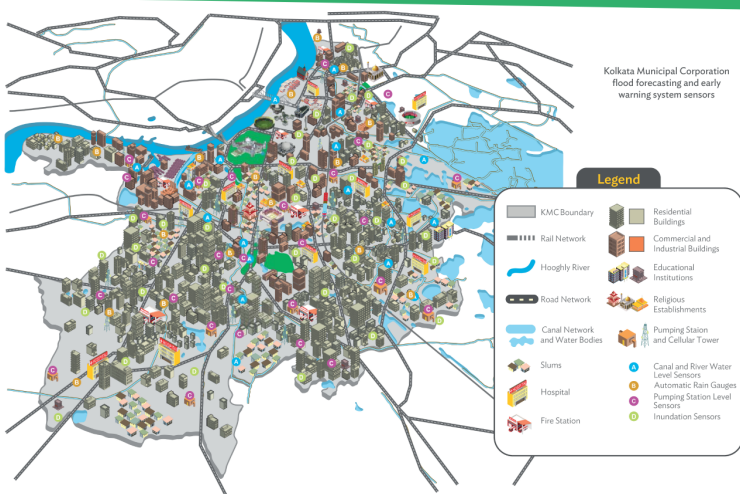 Kolkata Municipal Corporation
flood forecasting and early
warning system sensors
Legend
KMC Boundary
Rail Network
Hooghly River
Road Network
Canal Network
and Water Bodies
Slums
Hospital
Fire Station
Residential
Buildings
Commercial and
Industrial Buildings
Educational
Institutions
Religious
Establishments
Pumping Staion
and Cellular Tower
A Canal and River Water
Level Sensors
B Automatic Rain Gauges
C Pumping Station Level
Sensors
D Inundation Sensors